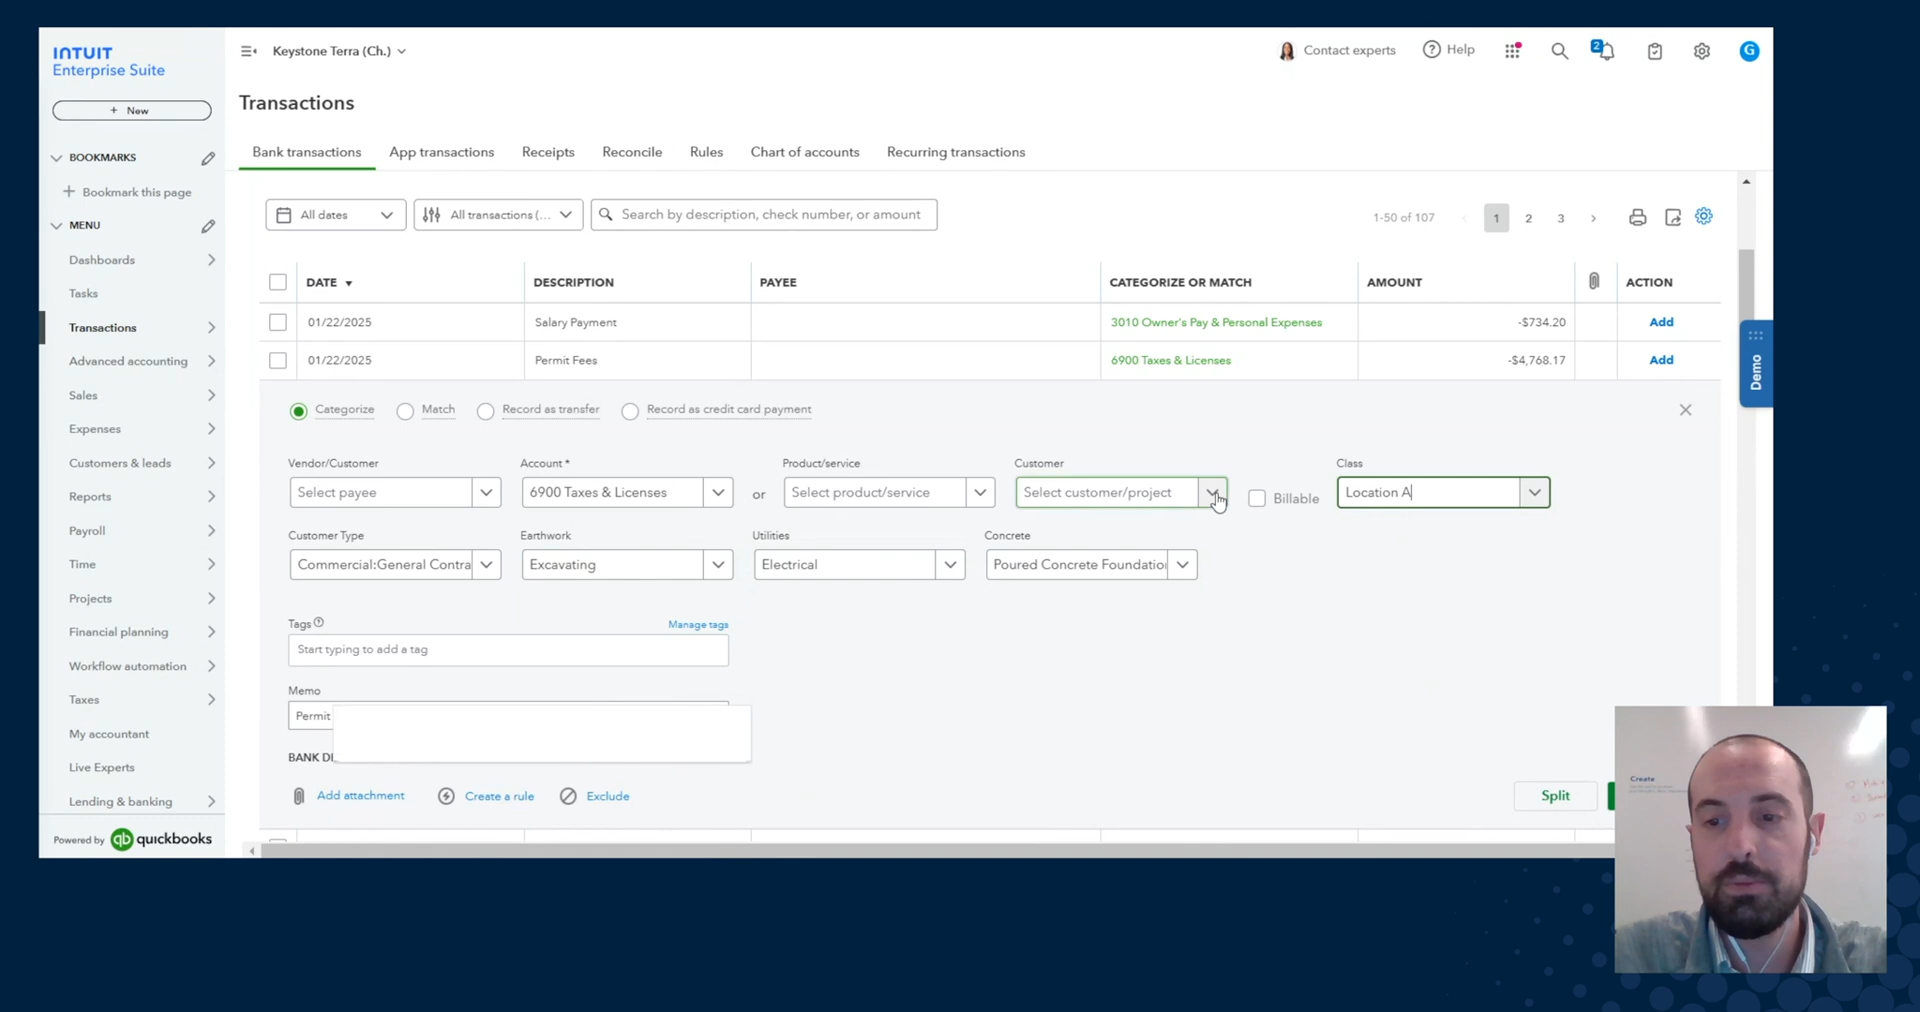 INTUIT
Enterprise Suite
Keystone Terra (Ch.)
Contact experts
Help
2
G
+ New
Transactions
BOOKMARKS
Bookmark this page
MENU
Dashboards
Tasks
Transactions
Advanced accounting
Sales
Expenses
Customers & leads
Reports
Payroll
Time
Projects
Financial planning
Workflow automation
Taxes
My accountant
Live Experts
Lending & banking
Powered by qb quickbooks
Bank transactions App transactions Receipts Reconcile Rules Chart of accounts Recurring transactions
All dates
All transactions (...
Search by description, check number, or amount
1-50 of 107
1 2 3
DATE DESCRIPTION PAYEE CATEGORIZE OR MATCH AMOUNT ACTION
01/22/2025 Salary Payment 3010 Owner's Pay & Personal Expenses -$734.20 Add
01/22/2025 Permit Fees 6900 Taxes & Licenses -$4,768.17 Add
Categorize Match Record as transfer Record as credit card payment
Vendor/Customer Account * Product/service Customer Class
Select payee 6900 Taxes & Licenses or Select product/service Select customer/project Billable Location A
Customer Type Earthwork Utilities Concrete
Commercial:General Contra Excavating Electrical Poured Concrete Foundatio
Tags Manage tags
Start typing to add a tag
Memo
Permit
BANK DE
Add attachment Create a rule Exclude
Split
Demo
Create